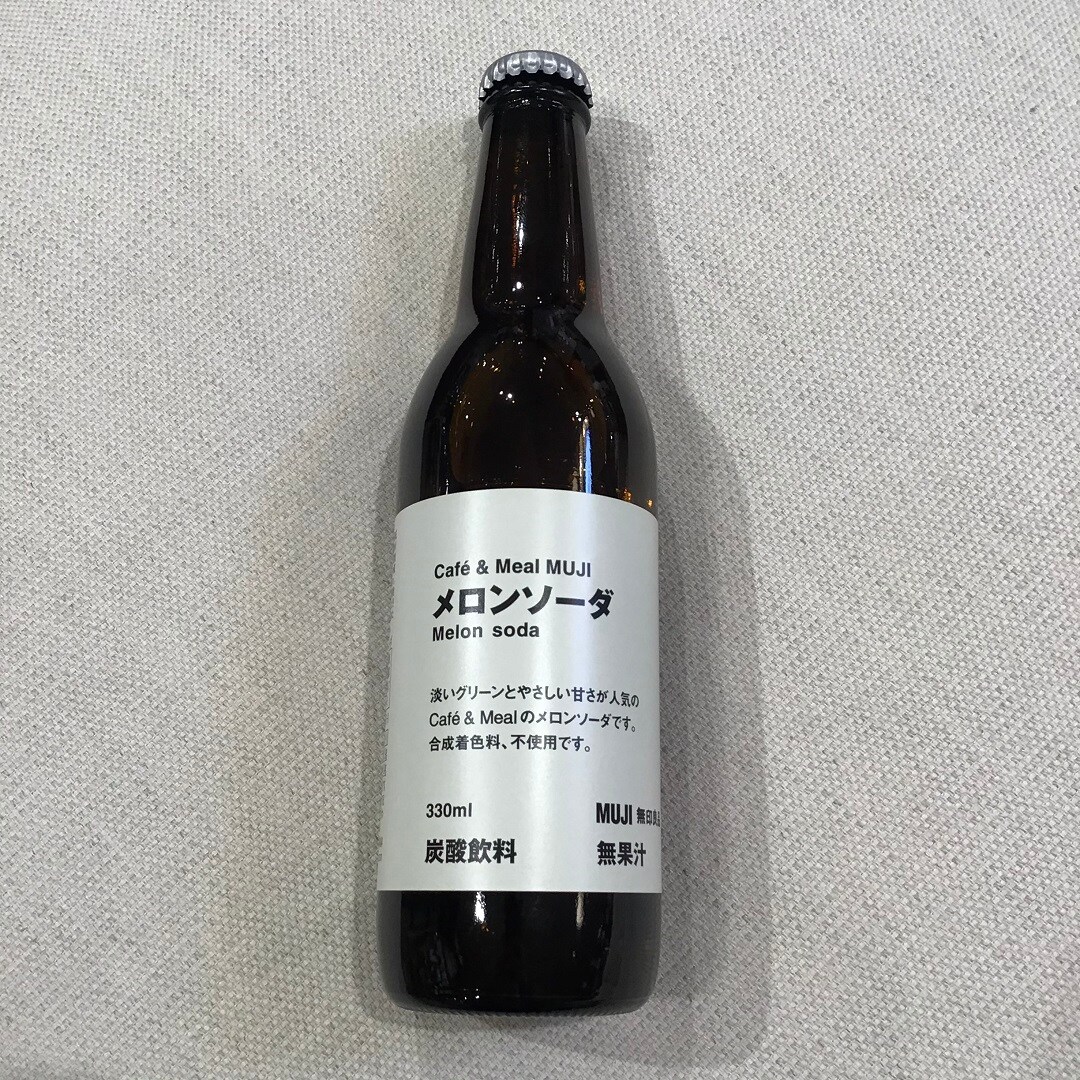 Café & Meal MUJI
メロンソーダ
Melon soda
淡いグリーンとやさしい甘さが人気の
Café & Mealのメロンソーダです。
合成着色料、不使用です。
330ml
MUJI 無印良品
炭酸飲料
無果汁